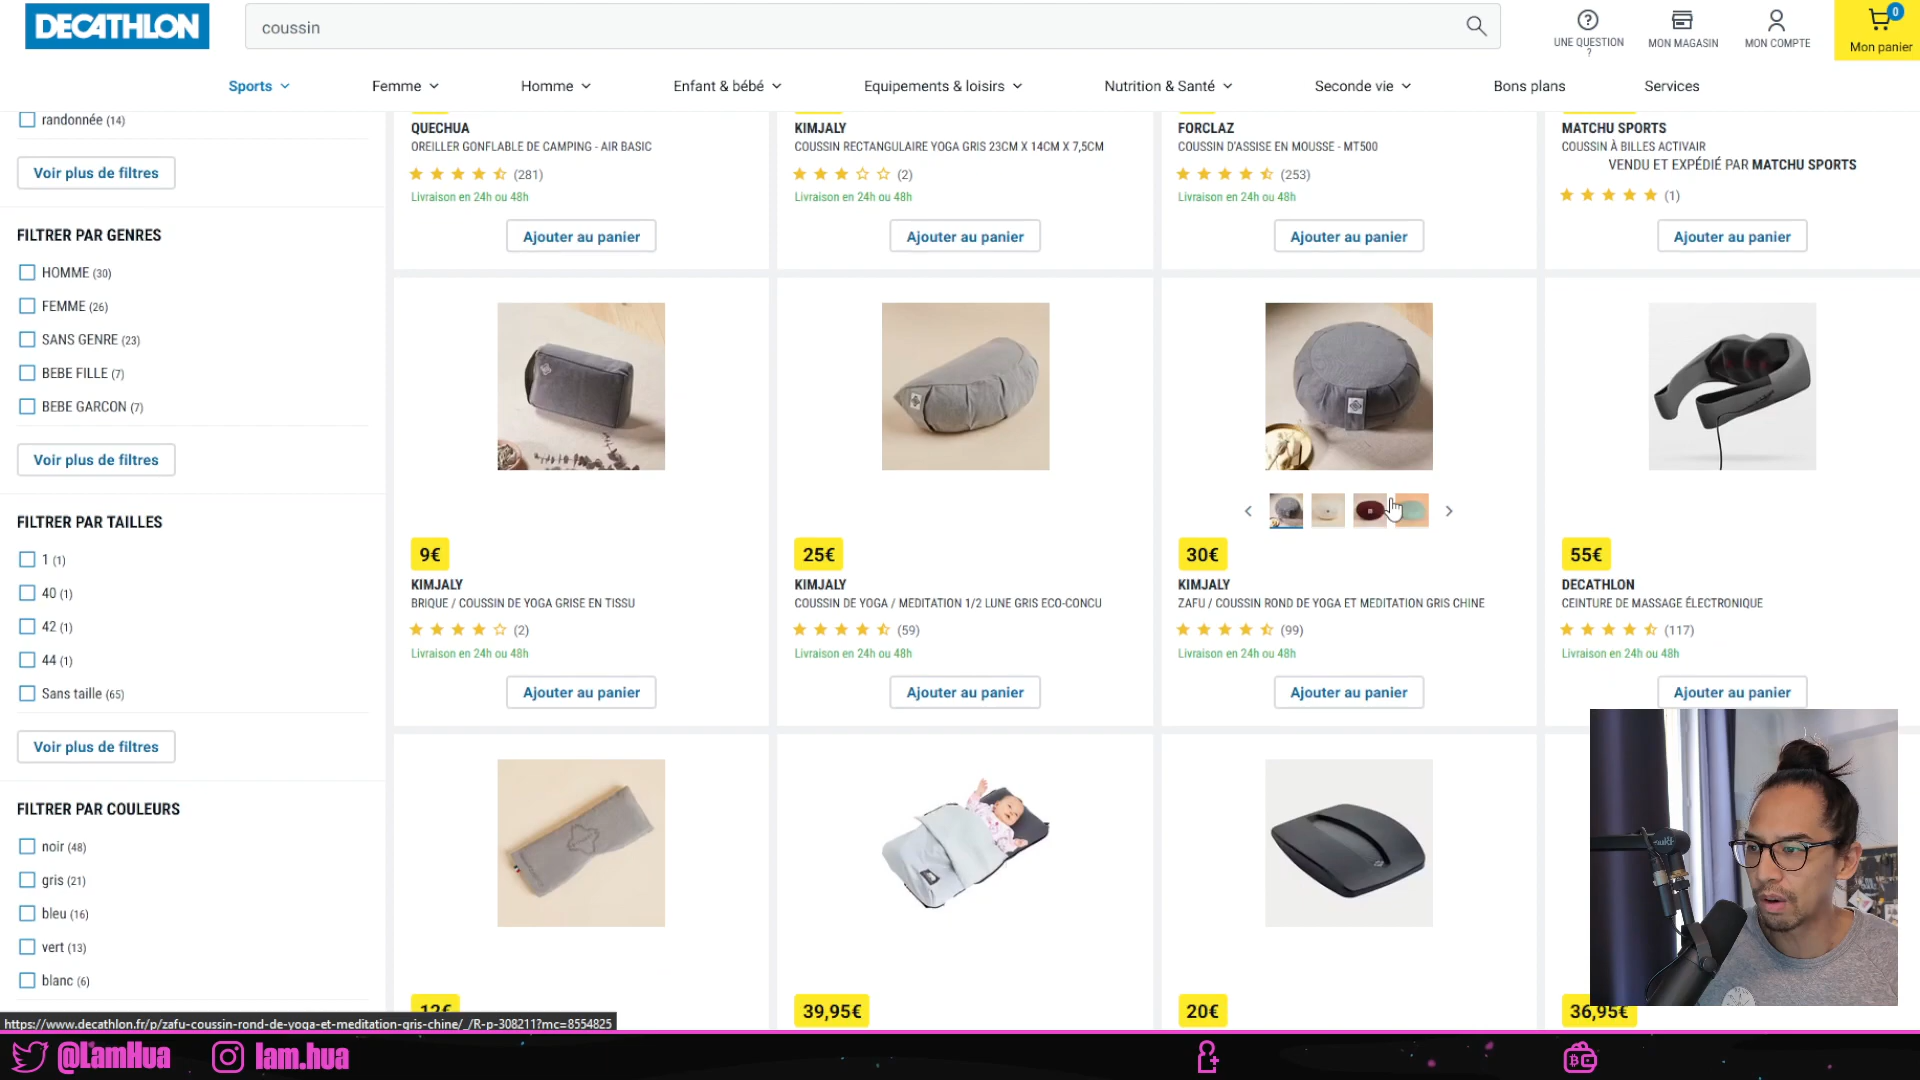 DECATHLON
coussin
UNE QUESTION
?
MON MAGASIN
MON COMPTE
0
Mon panier
Sports
Femme
Homme
Enfant & bébé
Equipements & loisirs
Nutrition & Santé
Seconde vie
Bons plans
Services
randonnée (14)
Voir plus de filtres
FILTRER PAR GENRES
HOMME (30)
FEMME (26)
SANS GENRE (23)
BEBE FILLE (7)
BEBE GARCON (7)
Voir plus de filtres
FILTRER PAR TAILLES
1 (1)
40 (1)
42 (1)
44 (1)
Sans taille (65)
Voir plus de filtres
FILTRER PAR COULEURS
noir (48)
gris (21)
bleu (16)
vert (13)
blanc (6)
QUECHUA
OREILLER GONFLABLE DE CAMPING - AIR BASIC
(281)
Livraison en 24h ou 48h
Ajouter au panier
KIMJALY
COUSSIN RECTANGULAIRE YOGA GRIS 23CM X 14CM X 7,5CM
(2)
Livraison en 24h ou 48h
Ajouter au panier
FORCLAZ
COUSSIN D'ASSISE EN MOUSSE - MT500
(253)
Livraison en 24h ou 48h
Ajouter au panier
MATCHU SPORTS
COUSSIN À BILLES ACTIVAIR
VENDU ET EXPÉDIÉ PAR MATCHU SPORTS
(1)
Ajouter au panier
9€
KIMJALY
BRIQUE / COUSSIN DE YOGA GRISE EN TISSU
(2)
Livraison en 24h ou 48h
Ajouter au panier
25€
KIMJALY
COUSSIN DE YOGA / MEDITATION 1/2 LUNE GRIS ECO-CONCU
(59)
Livraison en 24h ou 48h
Ajouter au panier
30€
KIMJALY
ZAFU / COUSSIN ROND DE YOGA ET MEDITATION GRIS CHINE
(99)
Livraison en 24h ou 48h
Ajouter au panier
55€
DECATHLON
CEINTURE DE MASSAGE ÉLECTRONIQUE
(117)
Livraison en 24h ou 48h
Ajouter au panier
12€
39,95€
20€
36,95€
https://www.decathlon.fr/p/zafu-coussin-rond-de-yoga-et-meditation-gris-chine/_/R-p-308211?mc=8554825
@LamHua
lam.hua